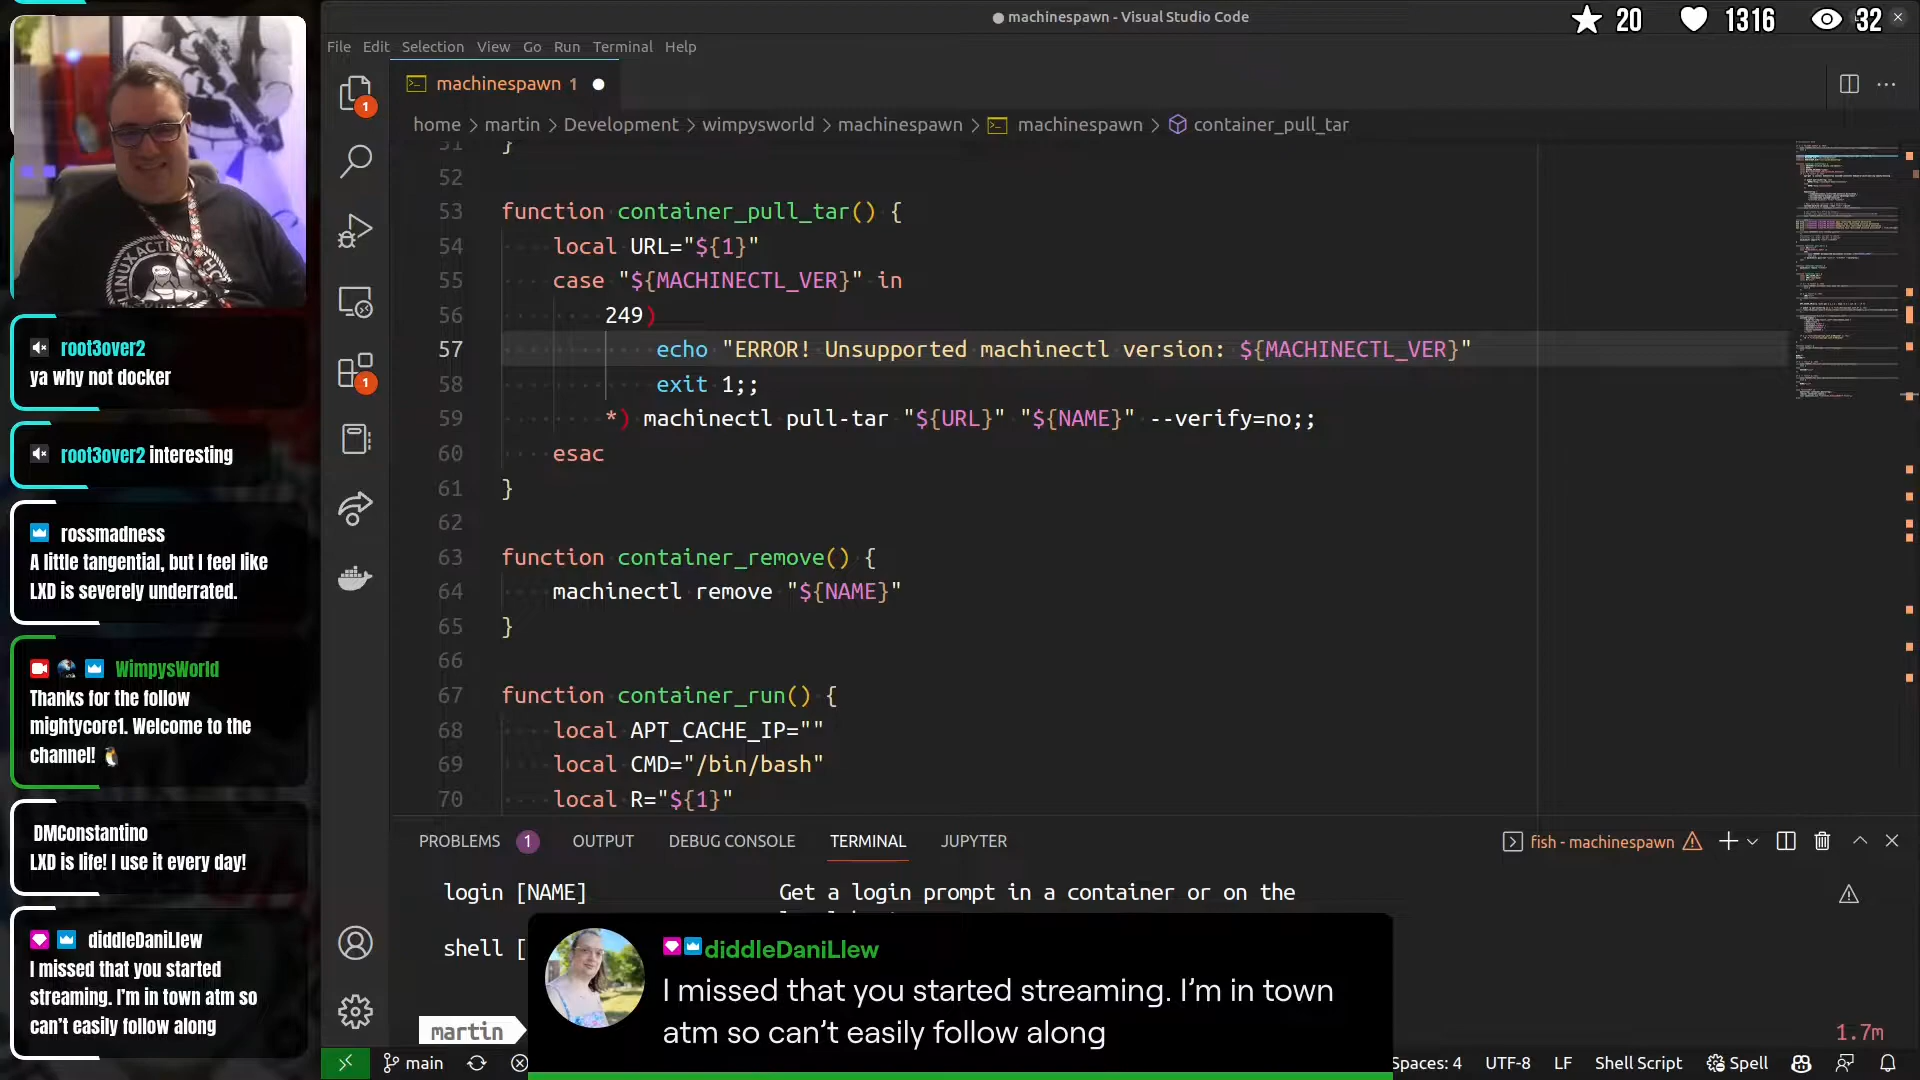 machinespawn - Visual Studio Code
20 1316 32
File Edit Selection View Go Run Terminal Help
machinespawn 1
home > martin > Development > wimpysworld > machinespawn > machinespawn > container_pull_tar
51 }
52
53 function container_pull_tar() {
54 local URL="${1}"
55 case "${MACHINECTL_VER}" in
56 249)
57 echo "ERROR! Unsupported machinectl version: ${MACHINECTL_VER}"
58 exit 1;;
59 *) machinectl pull-tar "${URL}" "${NAME}" --verify=no;;
60 esac
61 }
62
63 function container_remove() {
64 machinectl remove "${NAME}"
65 }
66
67 function container_run() {
68 local APT_CACHE_IP=""
69 local CMD="/bin/bash"
70 local R="${1}"
1
1
PROBLEMS 1 OUTPUT DEBUG CONSOLE TERMINAL JUPYTER
fish - machinespawn
login [NAME] Get a login prompt in a container or on the
shell [
martin
1.7m
main
Spaces: 4 UTF-8 LF Shell Script Spell
diddleDaniLlew
I missed that you started streaming. I'm in town
atm so can't easily follow along
LINUXACTION
root3over2
ya why not docker
root3over2 interesting
rossmadness
A little tangential, but I feel like
LXD is severely underrated.
WimpysWorld
Thanks for the follow
mightycore1. Welcome to the
channel! 🐧
DMConstantino
LXD is life! I use it every day!
diddleDaniLlew
I missed that you started
streaming. I'm in town atm so
can't easily follow along